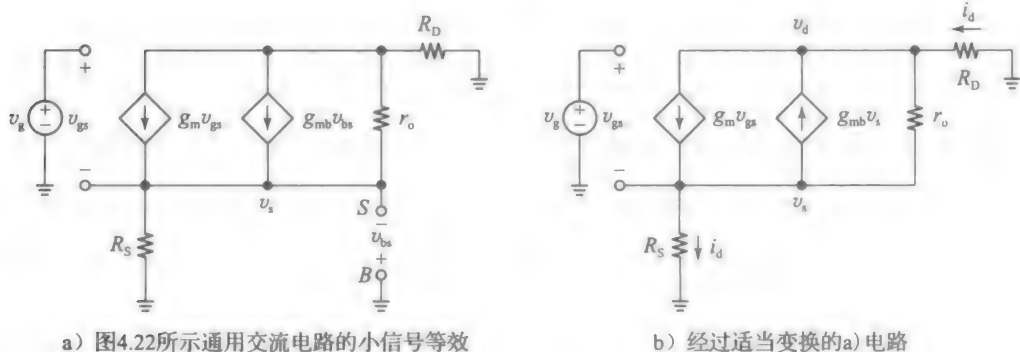 R_D
+
v_g
+
−
v_gs
g_m v_gs
g_mb v_bs
r_o
−
v_s
S
−
v_bs
+
B
R_S
a）图4.22所示通用交流电路的小信号等效
v_d
i_d
R_D
+
v_g
+
−
v_gs
g_m v_gs
g_mb v_s
r_o
−
v_s
R_S
i_d
b）经过适当变换的a）电路